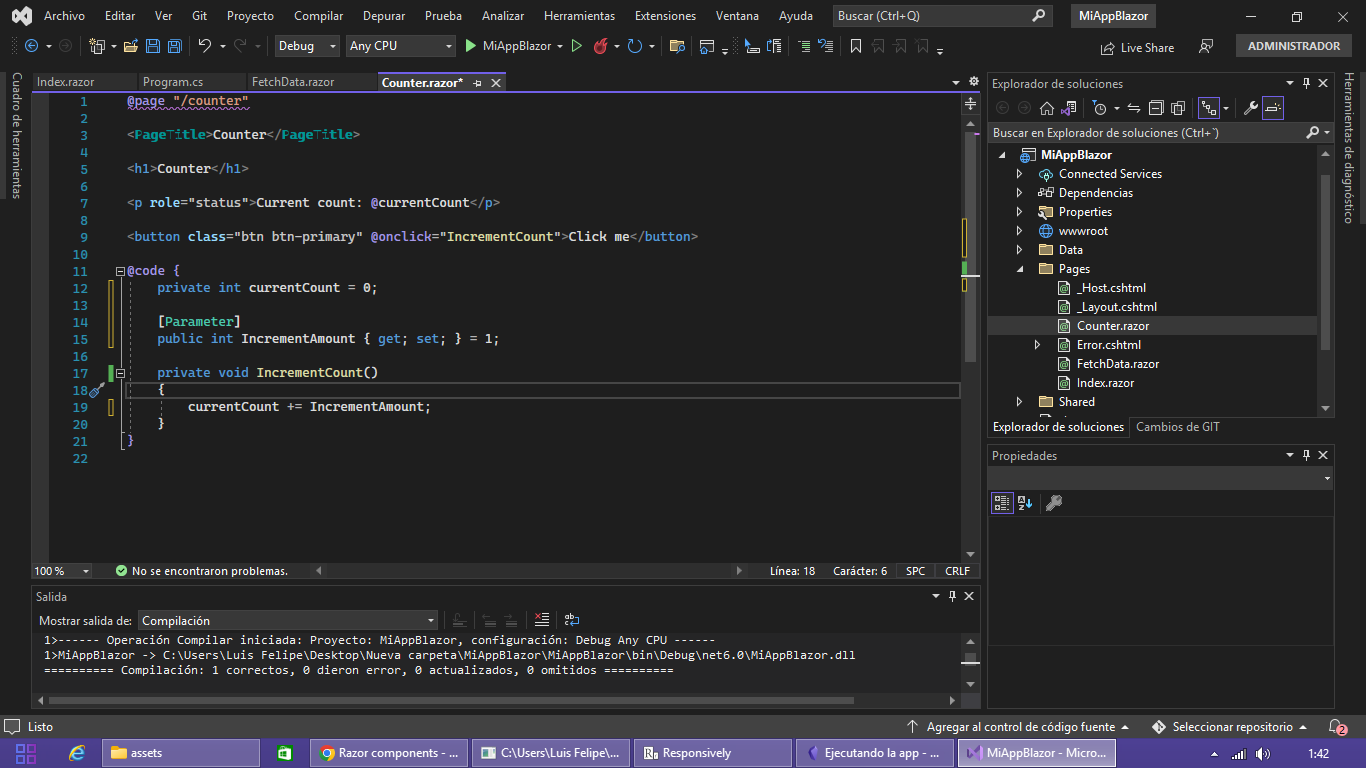 Archivo Editar Ver Git Proyecto Compilar Depurar Prueba Analizar Herramientas Extensiones Ventana Ayuda Buscar (Ctrl+Q) MiAppBlazor
Debug Any CPU MiAppBlazor Live Share ADMINISTRADOR
Cuadro de herramientas
Index.razor Program.cs FetchData.razor Counter.razor*
1 @page "/counter"
2
3 <PageTitle>Counter</PageTitle>
4
5 <h1>Counter</h1>
6
7 <p role="status">Current count: @currentCount</p>
8
9 <button class="btn btn-primary" @onclick="IncrementCount">Click me</button>
10
11 @code {
12 private int currentCount = 0;
13
14 [Parameter]
15 public int IncrementAmount { get; set; } = 1;
16
17 private void IncrementCount()
18 {
19 currentCount += IncrementAmount;
20 }
21 }
22
100 % No se encontraron problemas. Línea: 18 Carácter: 6 SPC CRLF
Salida
Mostrar salida de: Compilación
1>------ Operación Compilar iniciada: Proyecto: MiAppBlazor, configuración: Debug Any CPU ------
1>MiAppBlazor -> C:\Users\Luis Felipe\Desktop\Nueva carpeta\MiAppBlazor\MiAppBlazor\bin\Debug\net6.0\MiAppBlazor.dll
========== Compilación: 1 correctos, 0 dieron error, 0 actualizados, 0 omitidos ==========
Explorador de soluciones
Buscar en Explorador de soluciones (Ctrl+`)
MiAppBlazor
Connected Services
Dependencias
Properties
wwwroot
Data
Pages
_Host.cshtml
_Layout.cshtml
Counter.razor
Error.cshtml
FetchData.razor
Index.razor
Shared
Explorador de soluciones Cambios de GIT
Propiedades
Herramientas de diagnóstico
Listo Agregar al control de código fuente Seleccionar repositorio 2
assets Razor components - ... C:\Users\Luis Felipe\... Responsively Ejecutando la app - ... MiAppBlazor - Micro... 1:42